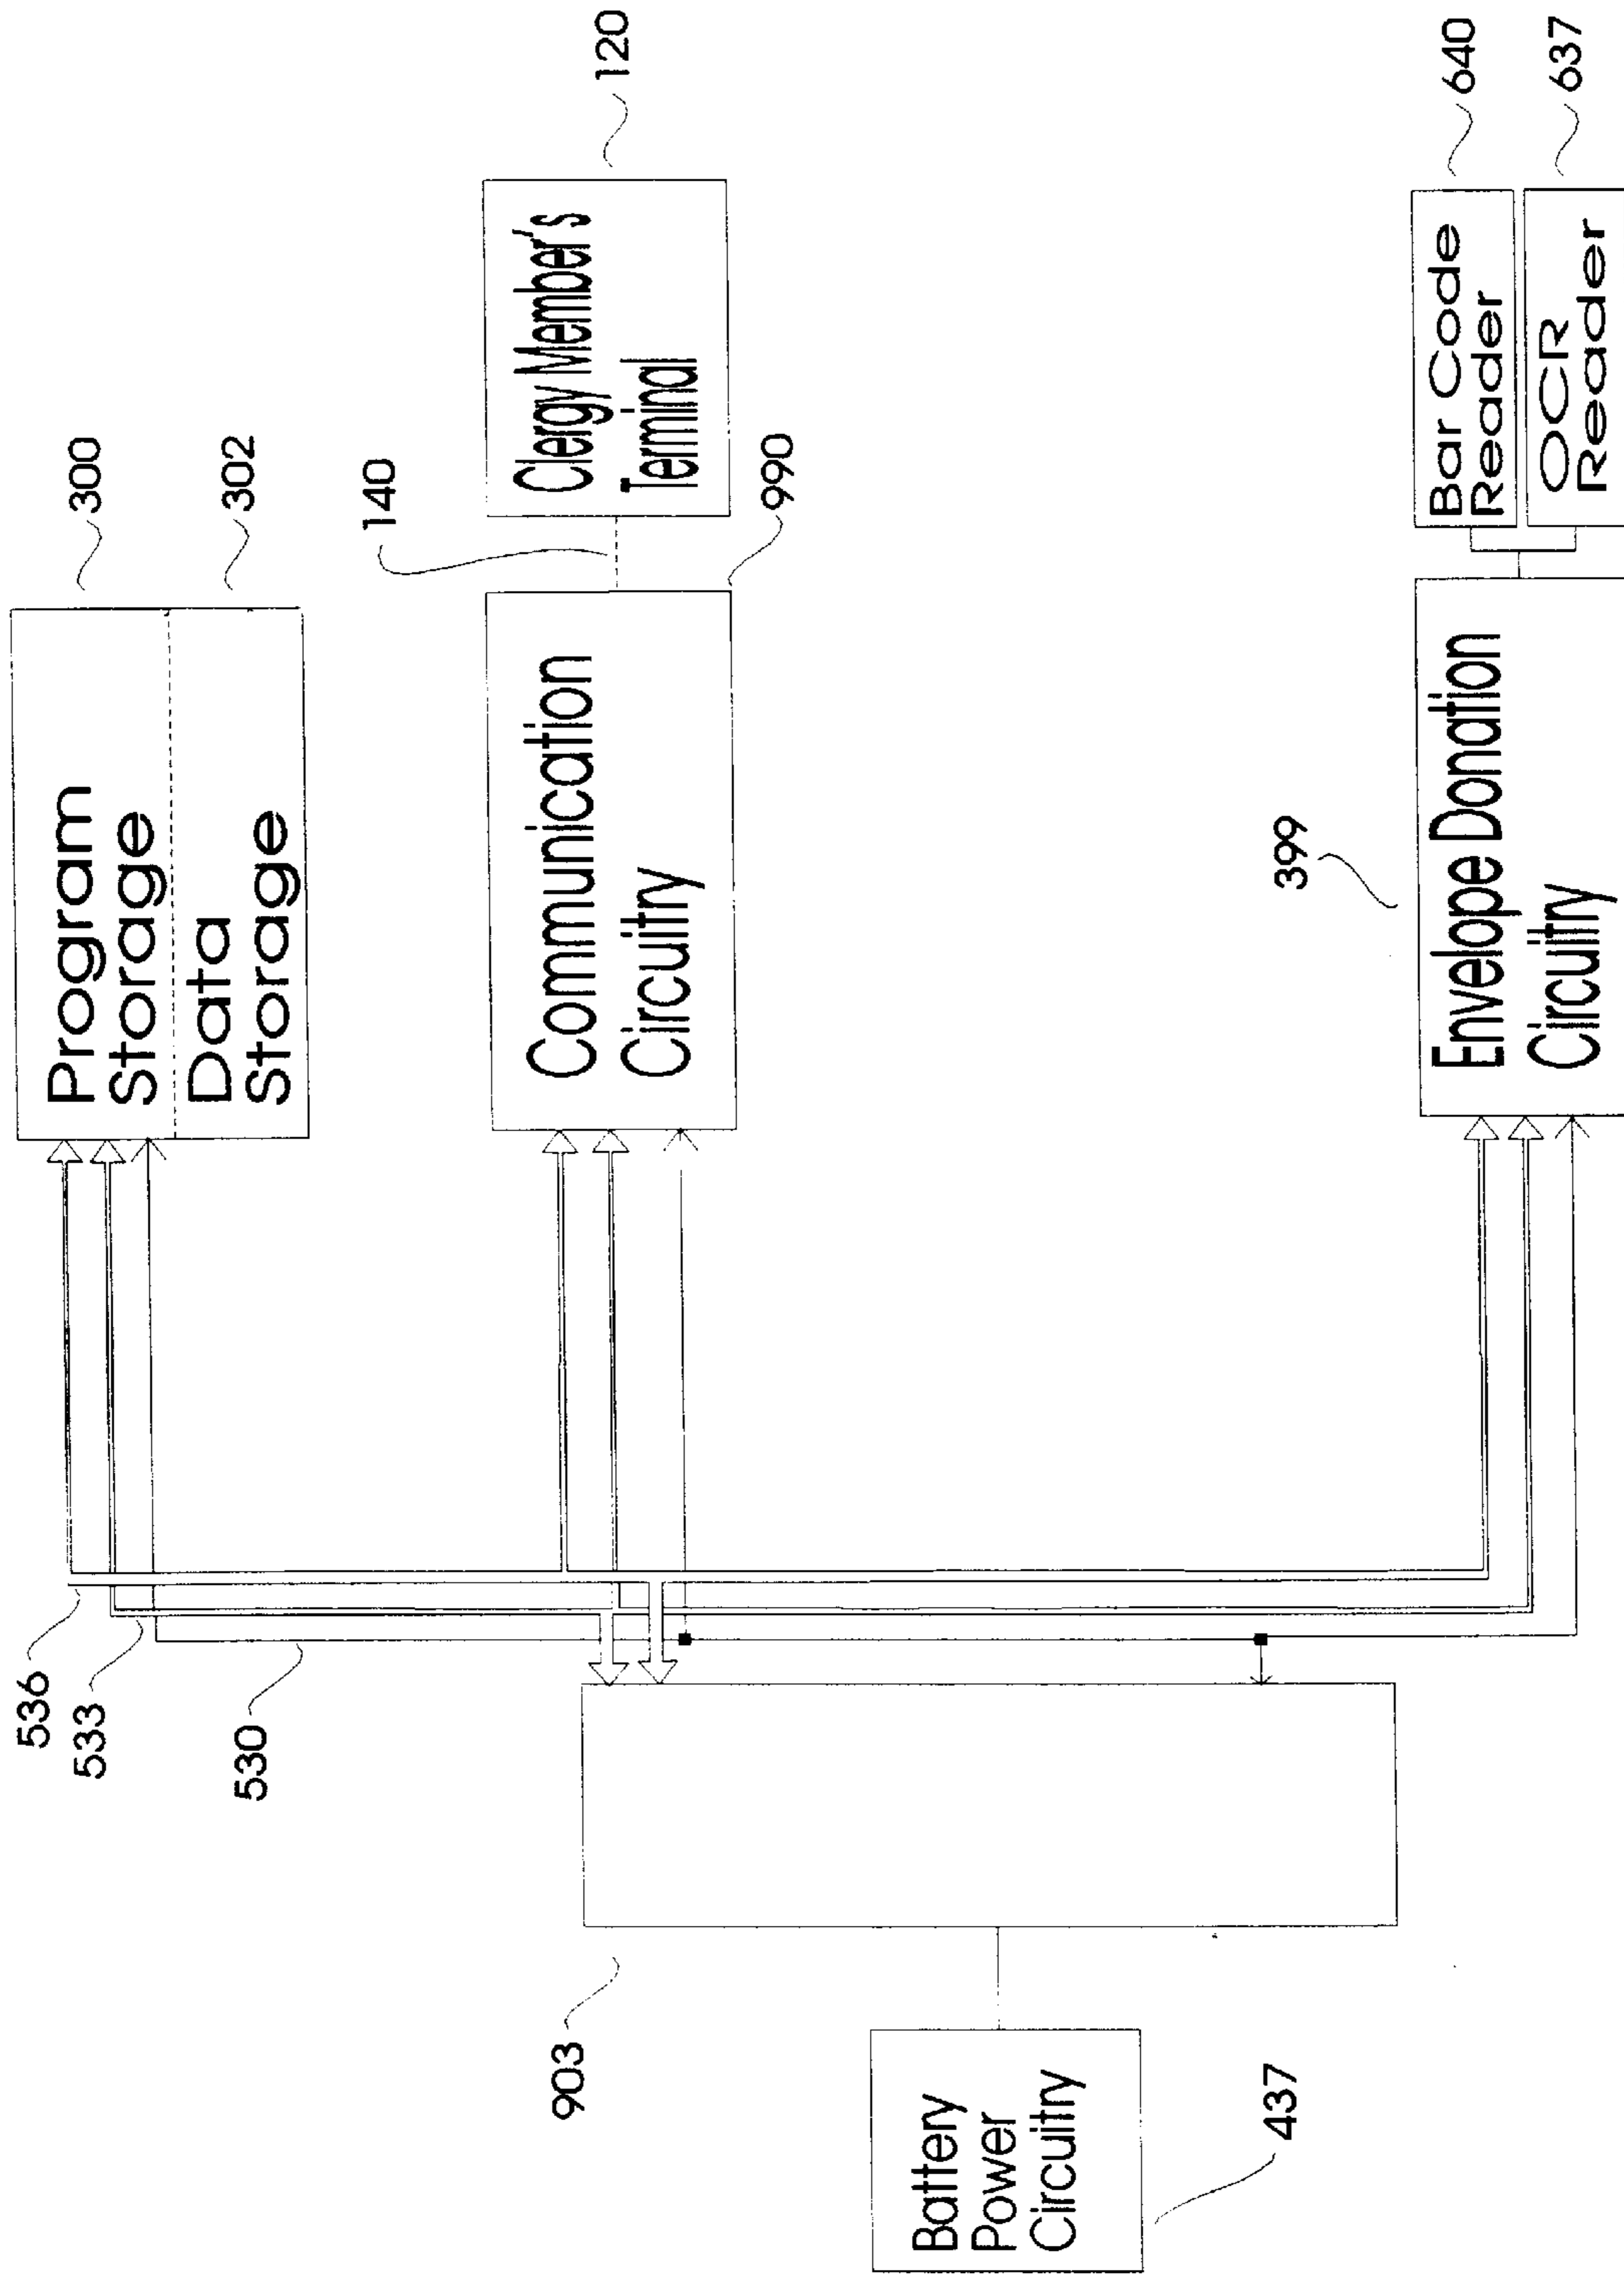 536
533
530
903
Battery
Power
Circuitry
437
Program
Storage
300
Data
Storage
302
Communication
Circuitry
990
140
Clergy Member's
Terminal
120
Envelope Donation
Circuitry
399
Bar Code
Reader
640
OCR
Reader
637